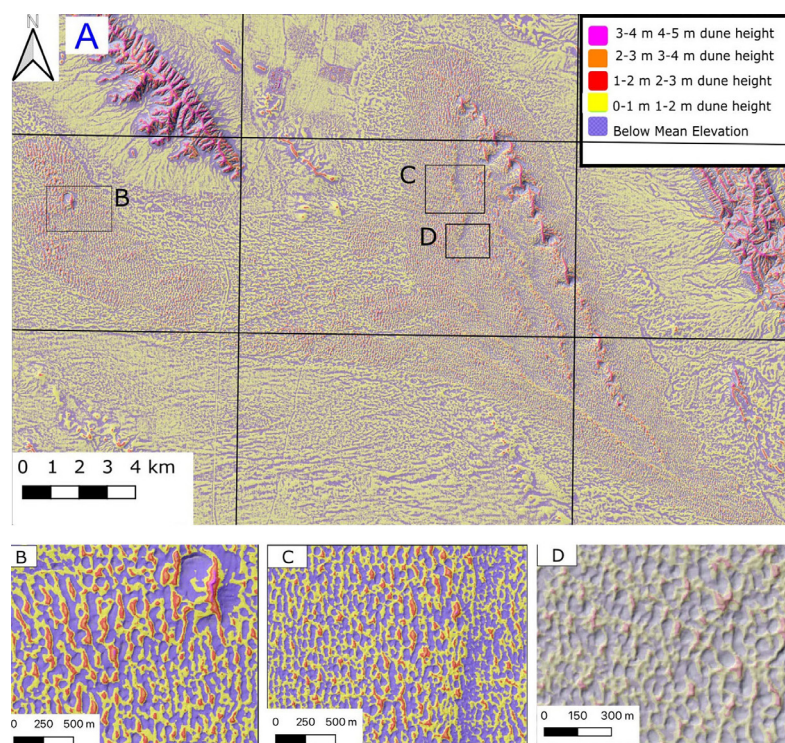 N
A
3-4 m 4-5 m dune height
2-3 m 3-4 m dune height
1-2 m 2-3 m dune height
0-1 m 1-2 m dune height
Below Mean Elevation
B
C
D
0 1 2 3 4 km
B
C
D
0 250 500 m
0 250 500 m
0 150 300 m